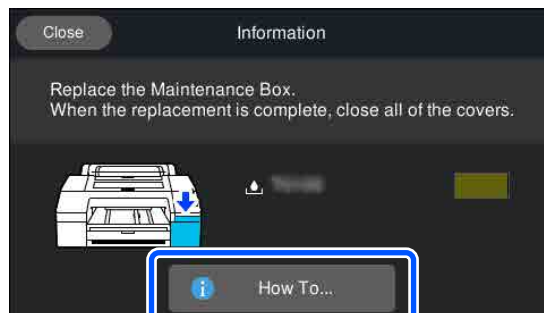 Close
Information
Replace the Maintenance Box.
When the replacement is complete, close all of the covers.
How To...